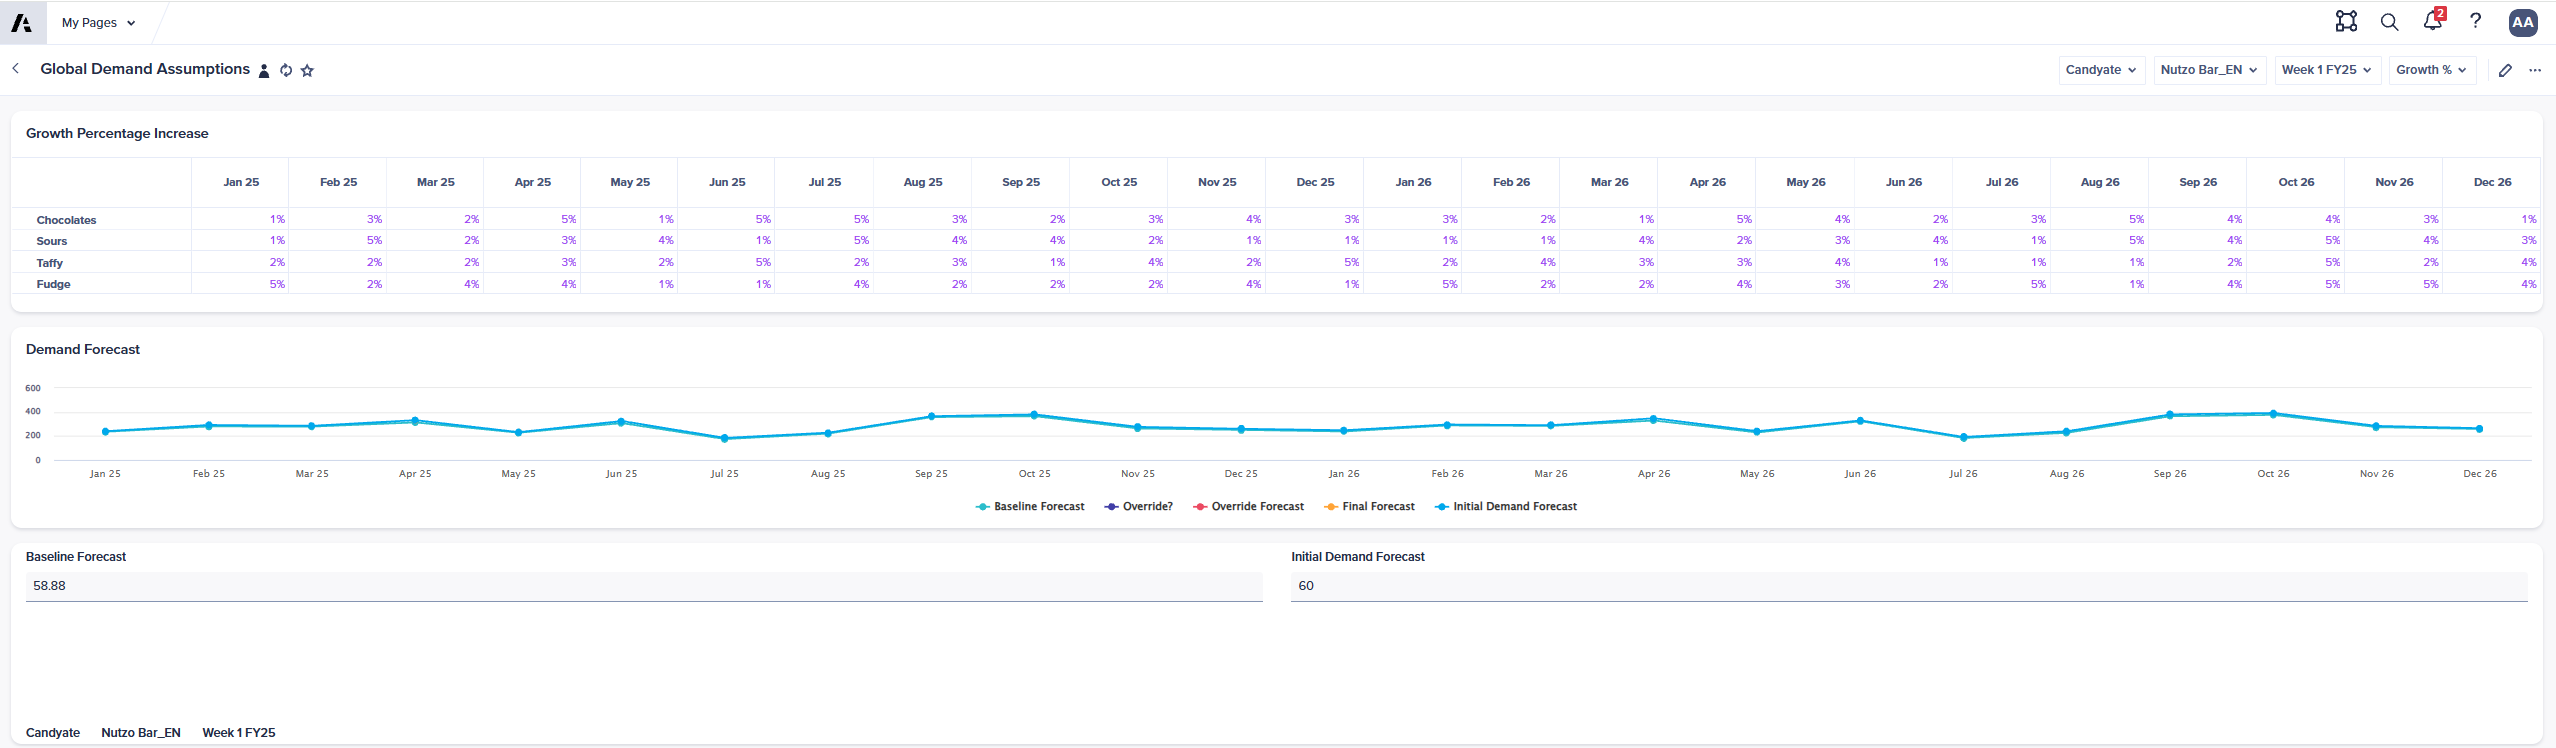 My Pages
2
?
AA
Global Demand Assumptions
Candyate Nutzo Bar_EN Week 1 FY25 Growth %
Growth Percentage Increase
Jan 25 Feb 25 Mar 25 Apr 25 May 25 Jun 25 Jul 25 Aug 25 Sep 25 Oct 25 Nov 25 Dec 25 Jan 26 Feb 26 Mar 26 Apr 26 May 26 Jun 26 Jul 26 Aug 26 Sep 26 Oct 26 Nov 26 Dec 26
Chocolates 1% 3% 2% 5% 1% 5% 5% 3% 2% 3% 4% 3% 3% 2% 1% 5% 4% 2% 3% 5% 4% 4% 3% 1%
Sours 1% 5% 2% 3% 4% 1% 5% 4% 4% 2% 1% 1% 1% 1% 4% 2% 3% 4% 1% 5% 4% 5% 4% 3%
Taffy 2% 2% 2% 3% 2% 5% 2% 3% 1% 4% 2% 5% 2% 4% 3% 3% 4% 1% 1% 1% 2% 5% 2% 4%
Fudge 5% 2% 4% 4% 1% 1% 4% 2% 2% 2% 4% 1% 5% 2% 2% 4% 3% 2% 5% 1% 4% 5% 5% 4%
Demand Forecast
600
400
200
0
Jan 25 Feb 25 Mar 25 Apr 25 May 25 Jun 25 Jul 25 Aug 25 Sep 25 Oct 25 Nov 25 Dec 25 Jan 26 Feb 26 Mar 26 Apr 26 May 26 Jun 26 Jul 26 Aug 26 Sep 26 Oct 26 Nov 26 Dec 26
Baseline Forecast Override? Override Forecast Final Forecast Initial Demand Forecast
Baseline Forecast Initial Demand Forecast
58.88 60
Candyate Nutzo Bar_EN Week 1 FY25